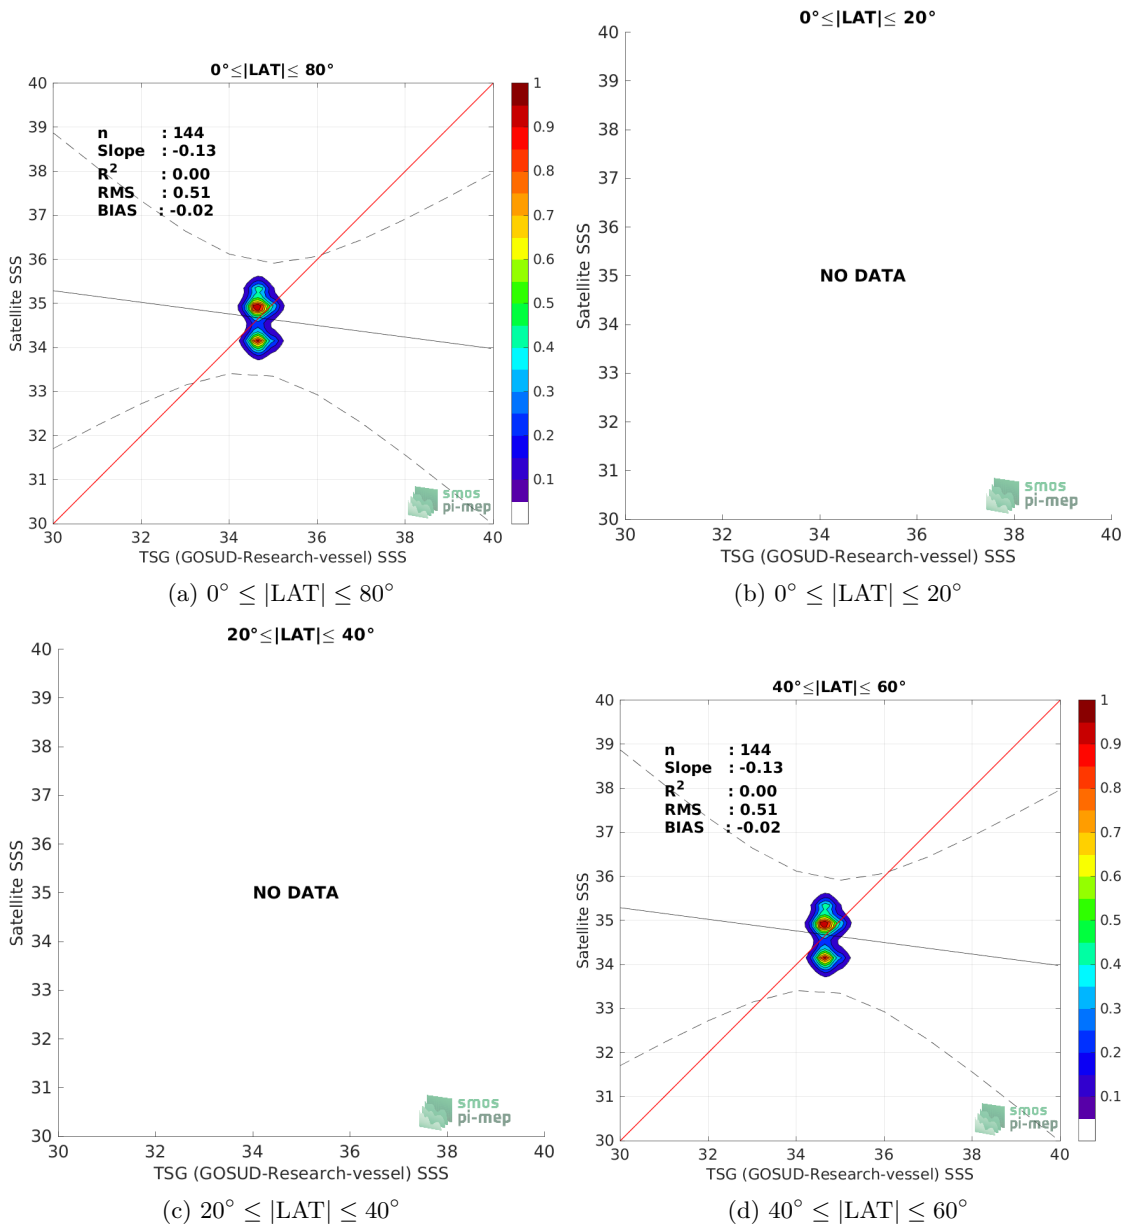 0°≤|LAT|≤ 80°
40
39
38
37
36
35
34
33
32
31
30
Satellite SSS
n : 144
Slope : -0.13
R² : 0.00
RMS : 0.51
BIAS : -0.02
smos
pi-mep
30 32 34 36 38 40
TSG (GOSUD-Research-vessel) SSS
1
0.9
0.8
0.7
0.6
0.5
0.4
0.3
0.2
0.1
(a) 0° ≤ |LAT| ≤ 80°
0°≤|LAT|≤ 20°
40
39
38
37
36
35
34
33
32
31
30
Satellite SSS
NO DATA
smos
pi-mep
30 32 34 36 38 40
TSG (GOSUD-Research-vessel) SSS
(b) 0° ≤ |LAT| ≤ 20°
20°≤|LAT|≤ 40°
40
39
38
37
36
35
34
33
32
31
30
Satellite SSS
NO DATA
smos
pi-mep
30 32 34 36 38 40
TSG (GOSUD-Research-vessel) SSS
(c) 20° ≤ |LAT| ≤ 40°
40°≤|LAT|≤ 60°
40
39
38
37
36
35
34
33
32
31
30
Satellite SSS
n : 144
Slope : -0.13
R² : 0.00
RMS : 0.51
BIAS : -0.02
smos
pi-mep
30 32 34 36 38 40
TSG (GOSUD-Research-vessel) SSS
1
0.9
0.8
0.7
0.6
0.5
0.4
0.3
0.2
0.1
(d) 40° ≤ |LAT| ≤ 60°